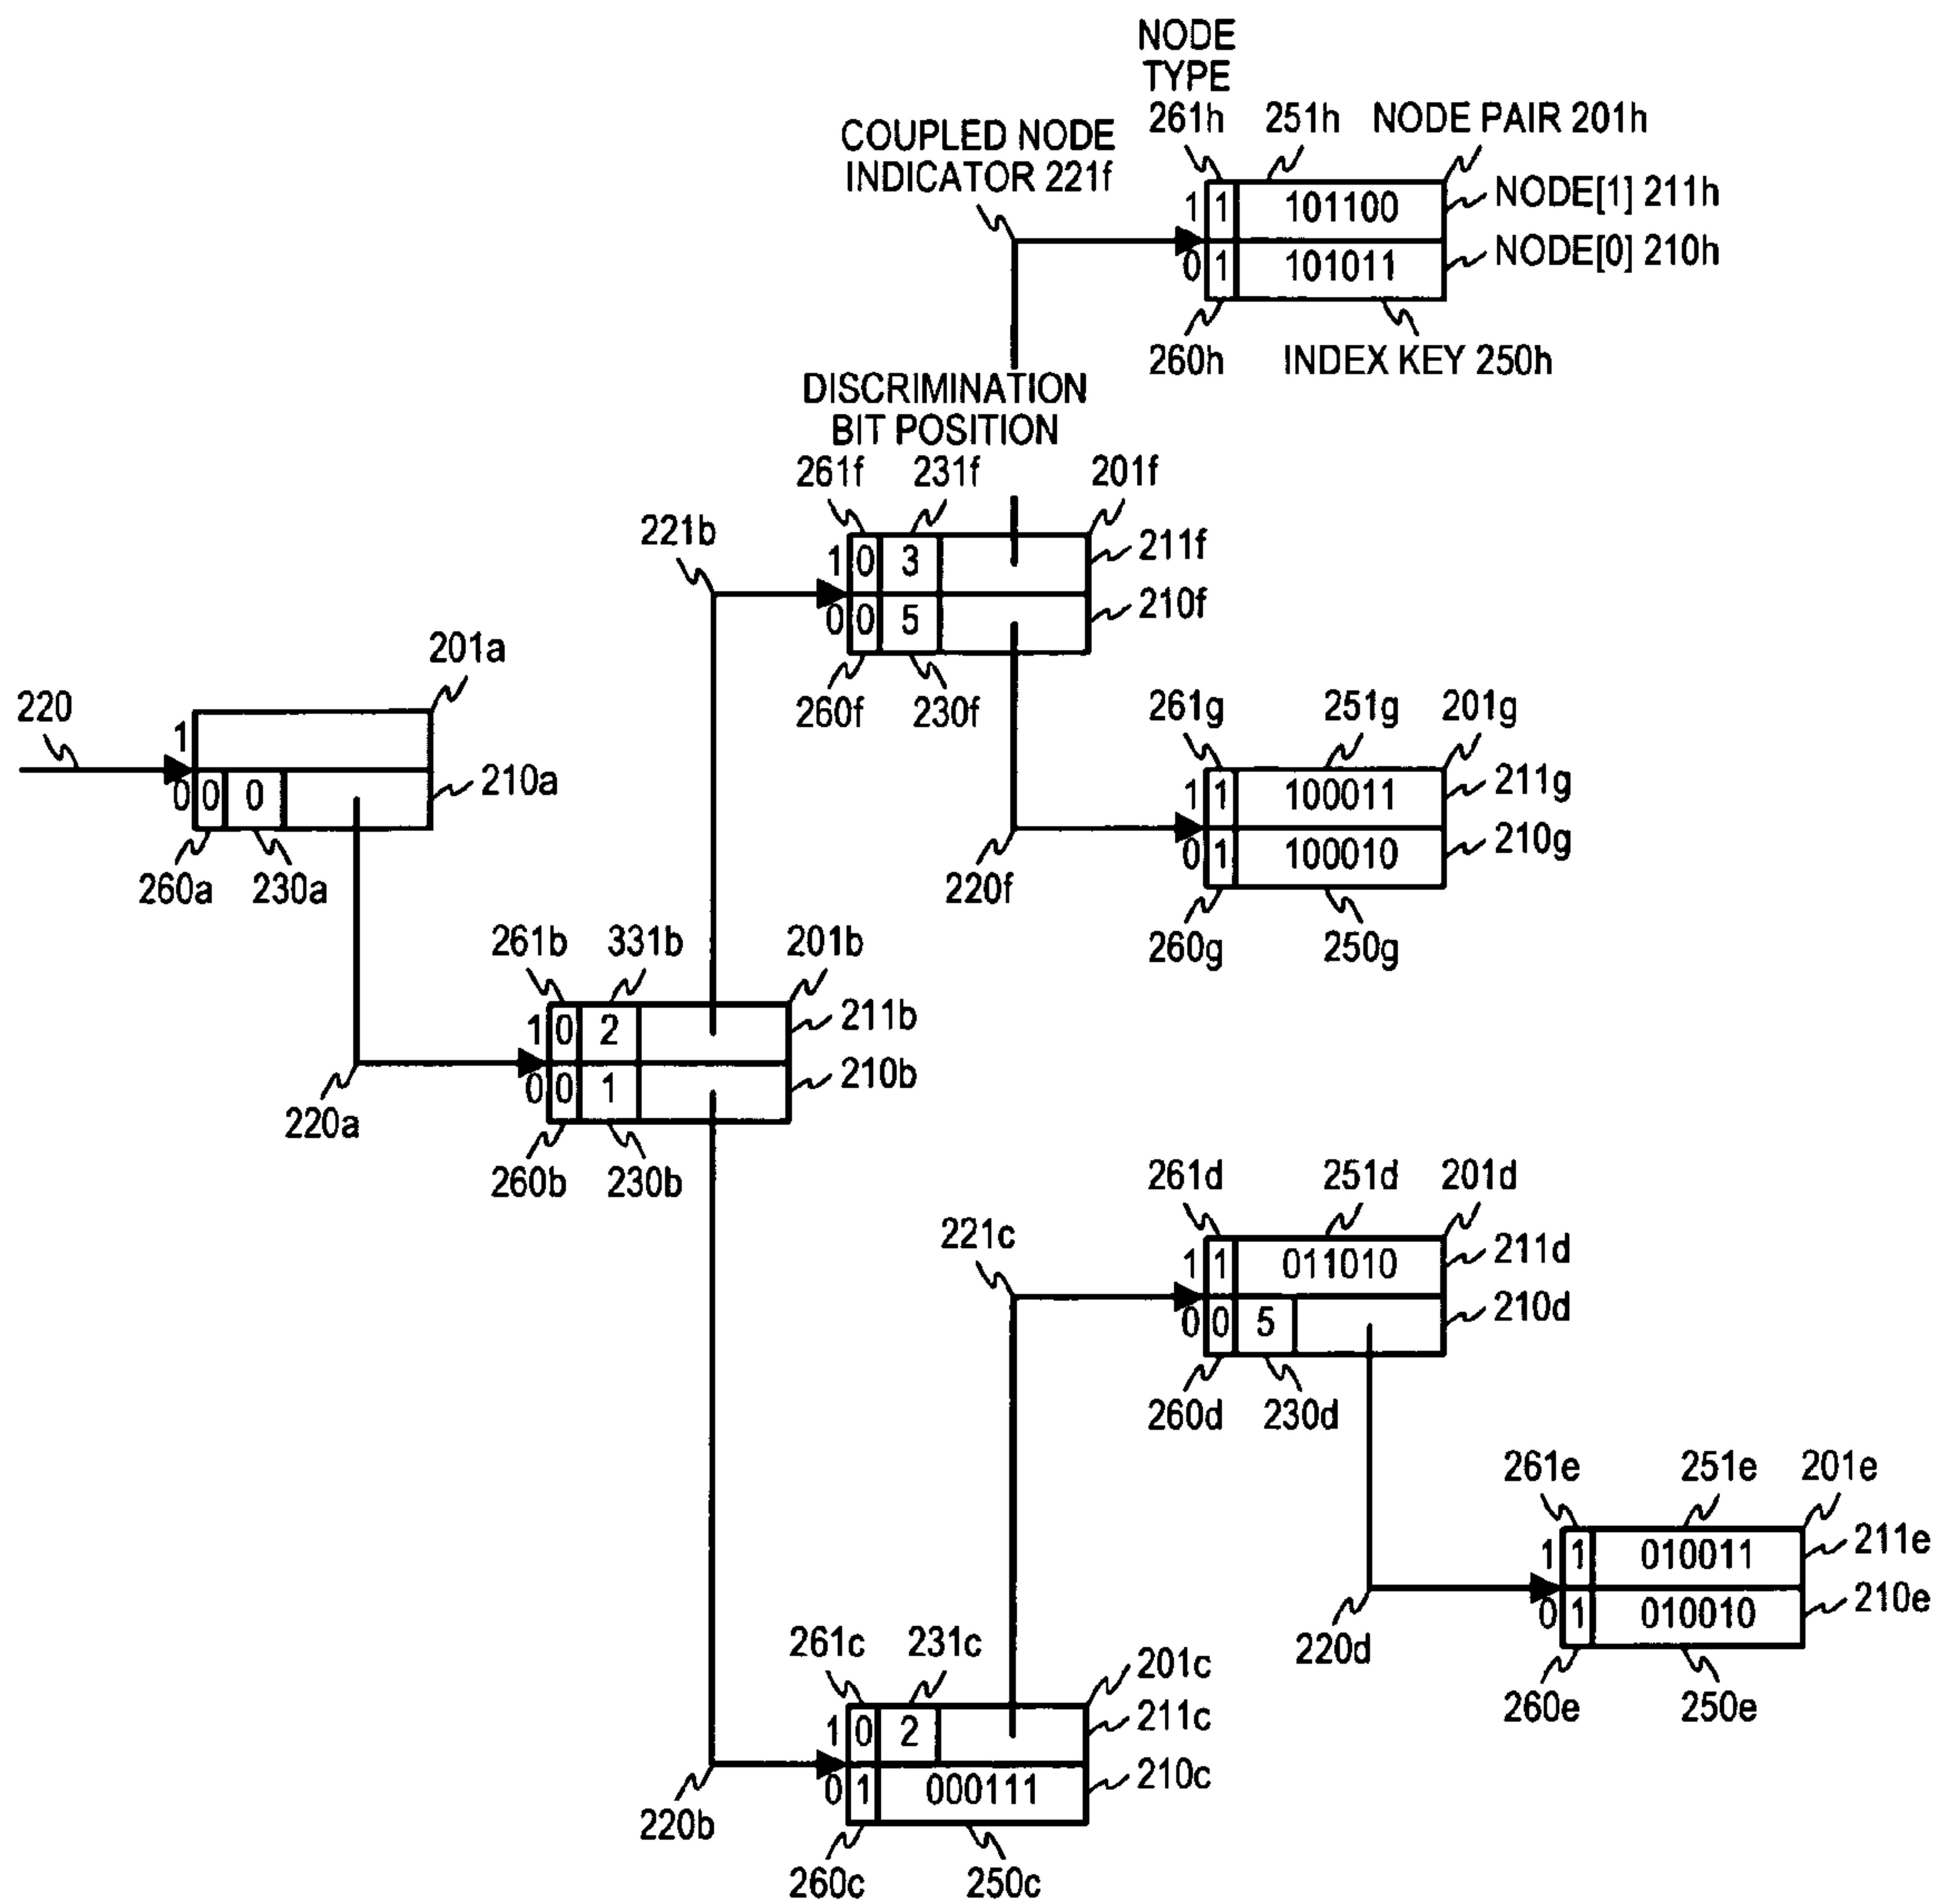 NODE
TYPE
261h 251h NODE PAIR 201h
COUPLED NODE
INDICATOR 221f
1 1 101100 NODE[1] 211h
0 1 101011 NODE[0] 210h
260h INDEX KEY 250h
DISCRIMINATION
BIT POSITION
261f 231f 201f
221b
1 0 3 211f
0 0 5 210f
260f 230f
201a
220
1
0 0 0 210a
260a 230a
261g 251g 201g
1 1 100011 211g
0 1 100010 210g
220f
260g 250g
261b 331b 201b
1 0 2 211b
0 0 1 210b
220a
260b 230b
261d 251d 201d
221c
1 1 011010 211d
0 0 5 210d
260d 230d
261e 251e 201e
1 1 010011 211e
0 1 010010 210e
220d
260e 250e
261c 231c 201c
1 0 2 211c
0 1 000111 210c
220b
260c 250c